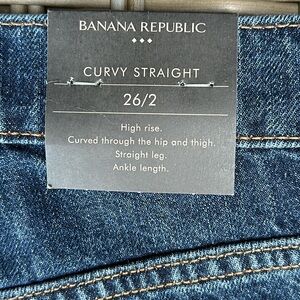 BANANA REPUBLIC
CURVY STRAIGHT
26/2
High rise.
Curved through the hip and thigh.
Straight leg.
Ankle length.